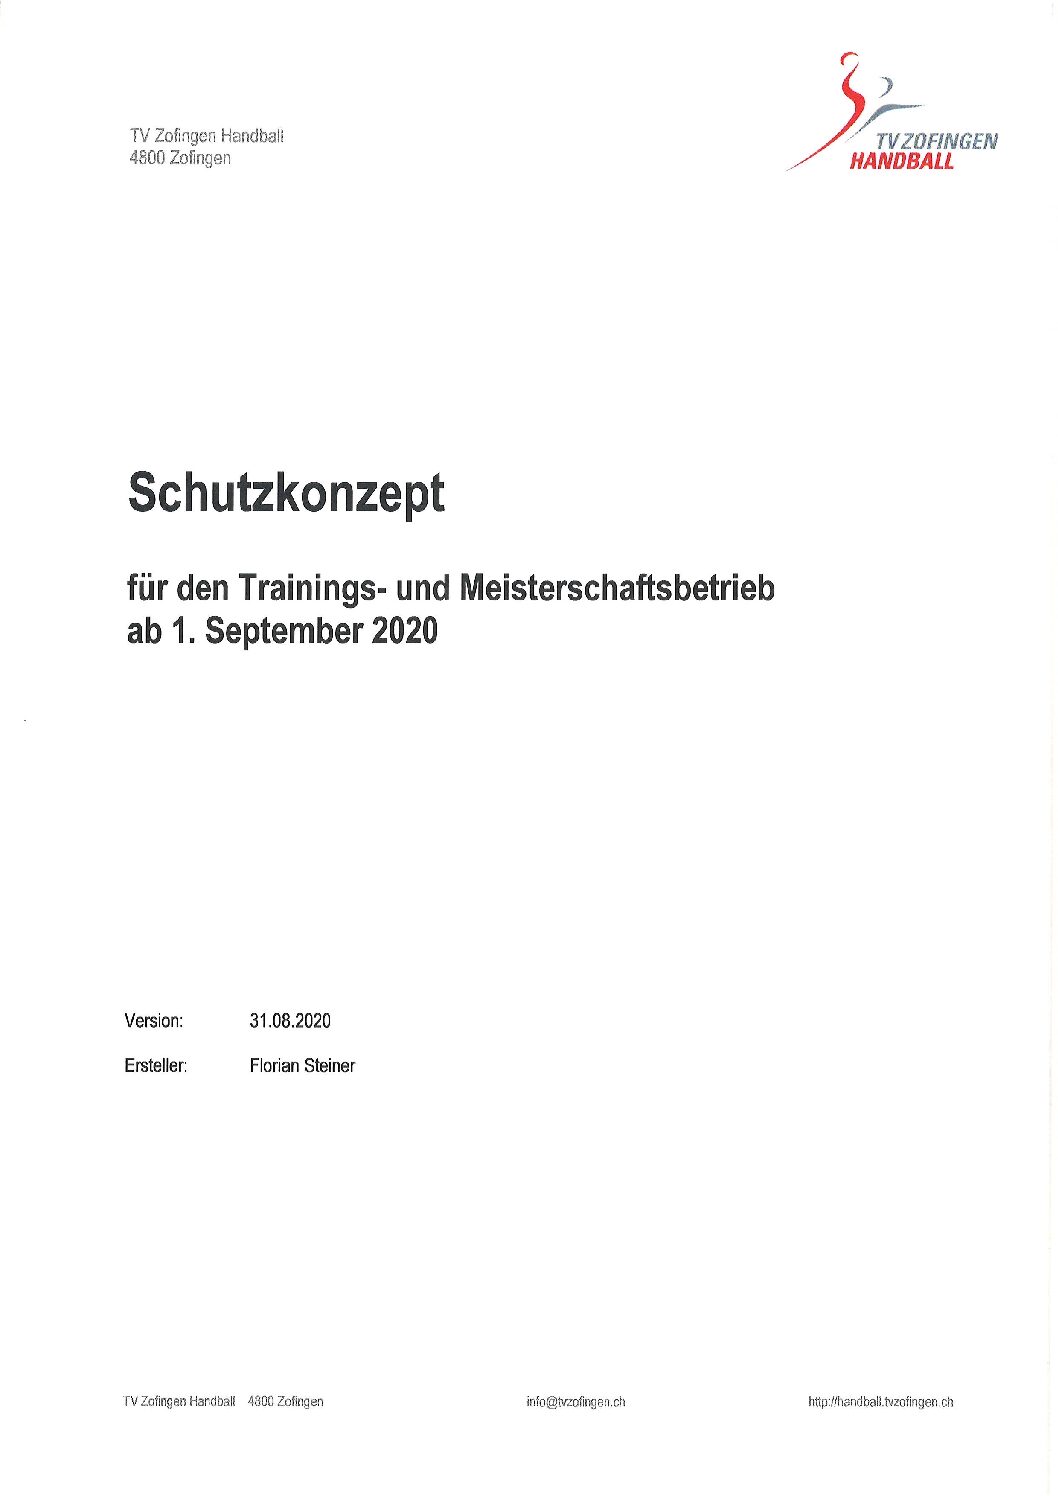 TV Zofingen Handball
4800 Zofingen
TV ZOFINGEN
HANDBALL
Schutzkonzept
für den Trainings- und Meisterschaftsbetrieb
ab 1. September 2020
Version: 31.08.2020
Ersteller: Florian Steiner
TV Zofingen Handball 4800 Zofingen info@tvzofingen.ch http://handball.tvzofingen.ch